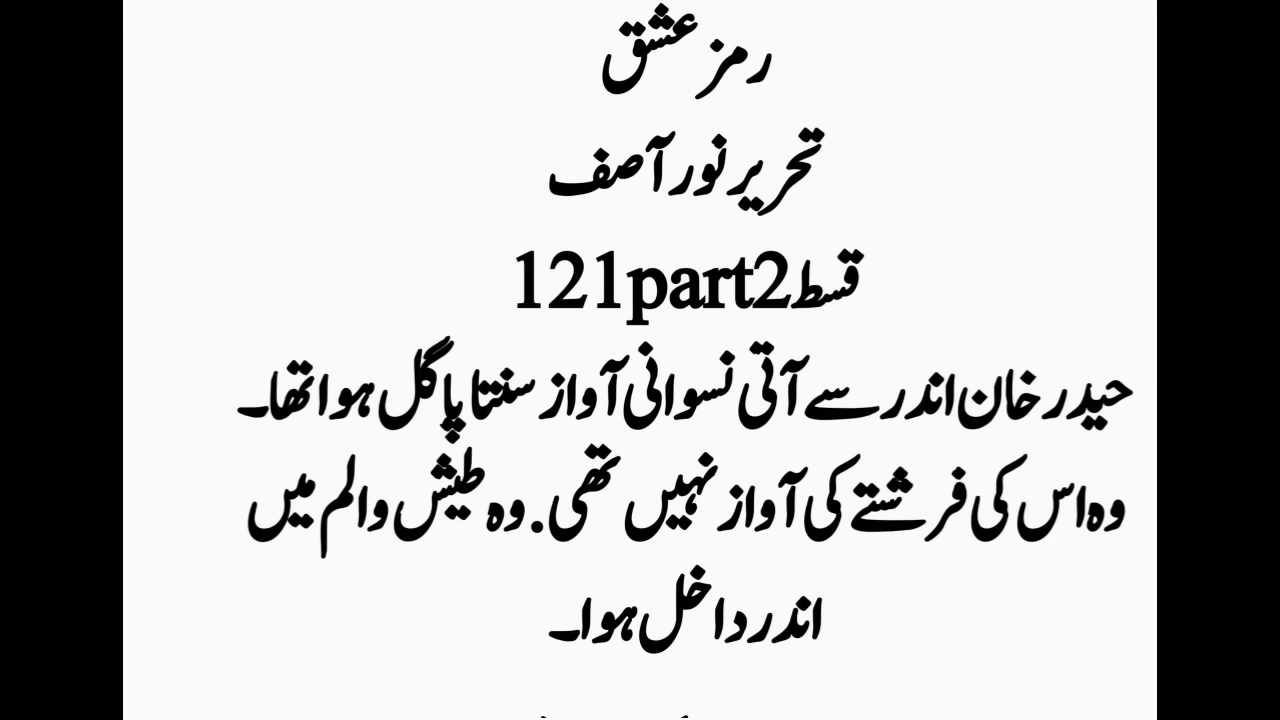 رمز عشق
تحریر نور آصف
قسط121part2
حیدر خان اندر سے آتی نسوانی آواز سنتا پاگل ہوا تھا۔
وہ اس کی فرشتے کی آواز نہیں تھی. وہ طیش والم میں
اندر داخل ہوا۔